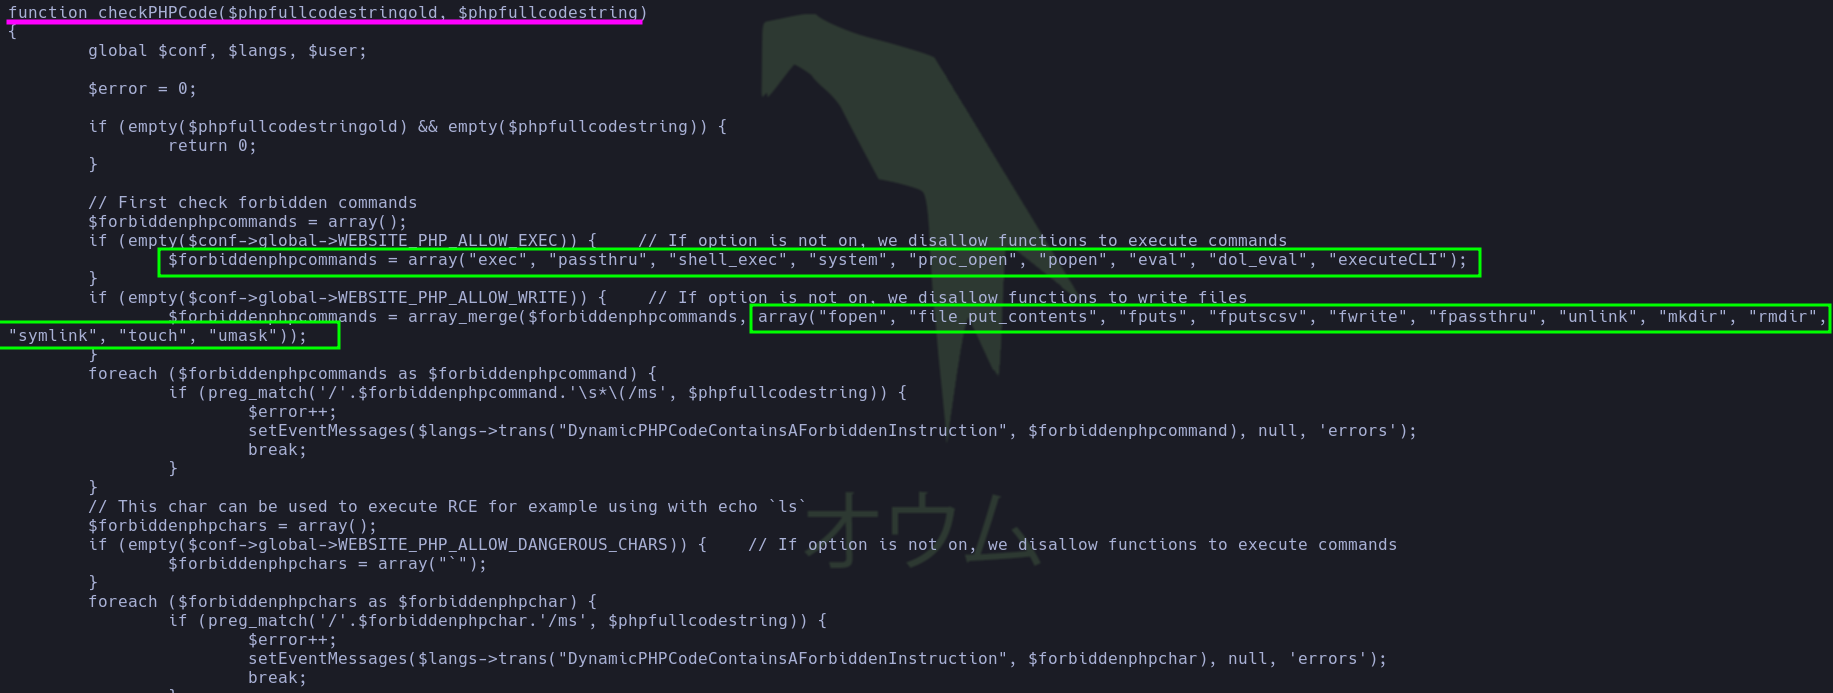 function checkPHPCode($phpfullcodestringold, $phpfullcodestring)
{
        global $conf, $langs, $user;

        $error = 0;

        if (empty($phpfullcodestringold) && empty($phpfullcodestring)) {
                return 0;
        }

        // First check forbidden commands
        $forbiddenphpcommands = array();
        if (empty($conf->global->WEBSITE_PHP_ALLOW_EXEC)) {    // If option is not on, we disallow functions to execute commands
                $forbiddenphpcommands = array("exec", "passthru", "shell_exec", "system", "proc_open", "popen", "eval", "dol_eval", "executeCLI");
        }
        if (empty($conf->global->WEBSITE_PHP_ALLOW_WRITE)) {    // If option is not on, we disallow functions to write files
                $forbiddenphpcommands = array_merge($forbiddenphpcommands, array("fopen", "file_put_contents", "fputs", "fputscsv", "fwrite", "fpassthru", "unlink", "mkdir", "rmdir",
"symlink", "touch", "umask"));
        }
        foreach ($forbiddenphpcommands as $forbiddenphpcommand) {
                if (preg_match('/'.$forbiddenphpcommand.'\s*\(/ms', $phpfullcodestring)) {
                        $error++;
                        setEventMessages($langs->trans("DynamicPHPCodeContainsAForbiddenInstruction", $forbiddenphpcommand), null, 'errors');
                        break;
                }
        }
        // This char can be used to execute RCE for example using with echo `ls`
        $forbiddenphpchars = array();
        if (empty($conf->global->WEBSITE_PHP_ALLOW_DANGEROUS_CHARS)) {    // If option is not on, we disallow functions to execute commands
                $forbiddenphpchars = array("`");
        }
        foreach ($forbiddenphpchars as $forbiddenphpchar) {
                if (preg_match('/'.$forbiddenphpchar.'/ms', $phpfullcodestring)) {
                        $error++;
                        setEventMessages($langs->trans("DynamicPHPCodeContainsAForbiddenInstruction", $forbiddenphpchar), null, 'errors');
                        break;
                }
オウム